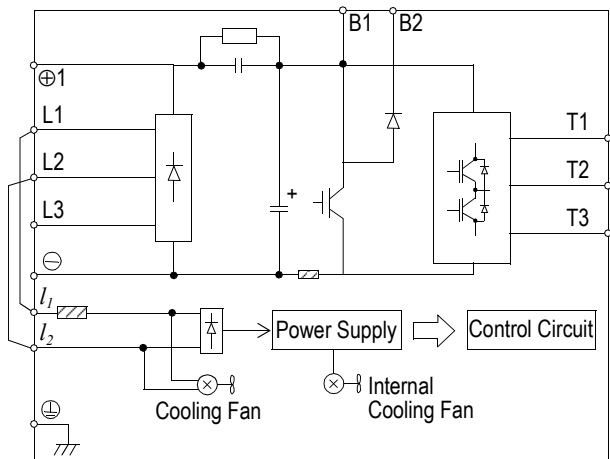 B1 B2
⊕1
L1
L2
L3
T1
T2
T3
+
⊖
l1
l2
Power Supply
Control Circuit
Cooling Fan
Internal
Cooling Fan